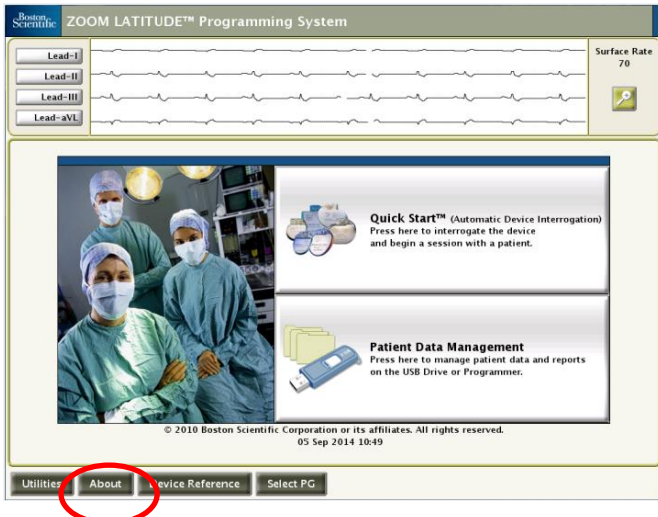 Boston
Scientific
ZOOM LATITUDE™ Programming System
Lead-I
Lead-II
Lead-III
Lead-aVL
Surface Rate
70
Quick Start™ (Automatic Device Interrogation)
Press here to interrogate the device
and begin a session with a patient.
Patient Data Management
Press here to manage patient data and reports
on the USB Drive or Programmer.
© 2010 Boston Scientific Corporation or its affiliates. All rights reserved.
05 Sep 2014 10:49
Utilities About Device Reference Select PG